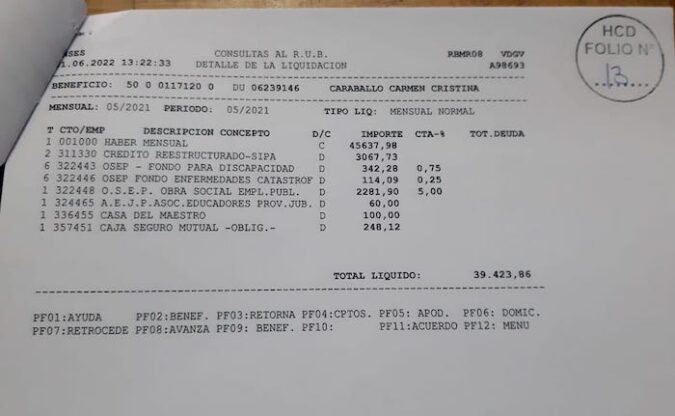 SES CONSULTAS AL R.U.B. RBMR08 VDGV
.06.2022 13:22:33 DETALLE DE LA LIQUIDACION A98693
HCD
FOLIO Nº
13
BENEFICIO: 50 0 0117120 0 DU 06239146 CARABALLO CARMEN CRISTINA
MENSUAL: 05/2021 PERIODO: 05/2021 TIPO LIQ: MENSUAL NORMAL
T CTO/EMP DESCRIPCION CONCEPTO D/C IMPORTE CTA-% TOT.DEUDA
1 001000 HABER MENSUAL C 45637,98
2 311330 CREDITO REESTRUCTURADO-SIPA D 3067,73
6 322443 OSEP - FONDO PARA DISCAPACIDAD D 342,28 0,75
6 322446 OSEP FONDO ENFERMEDADES CATASTROF D 114,09 0,25
1 322448 O.S.E.P. OBRA SOCIAL EMPL.PUBL. D 2281,90 5,00
1 324465 A.E.J.P.ASOC.EDUCADORES PROV.JUB. D 60,00
1 336455 CASA DEL MAESTRO D 100,00
1 357451 CAJA SEGURO MUTUAL -OBLIG.- D 248,12
TOTAL LIQUIDO: 39.423,86
PF01:AYUDA PF02:BENEF. PF03:RETORNA PF04:CPTOS. PF05: APOD. PF06: DOMIC.
PF07:RETROCEDE PF08:AVANZA PF09: BENEF. PF10: PF11:ACUERDO PF12: MENU